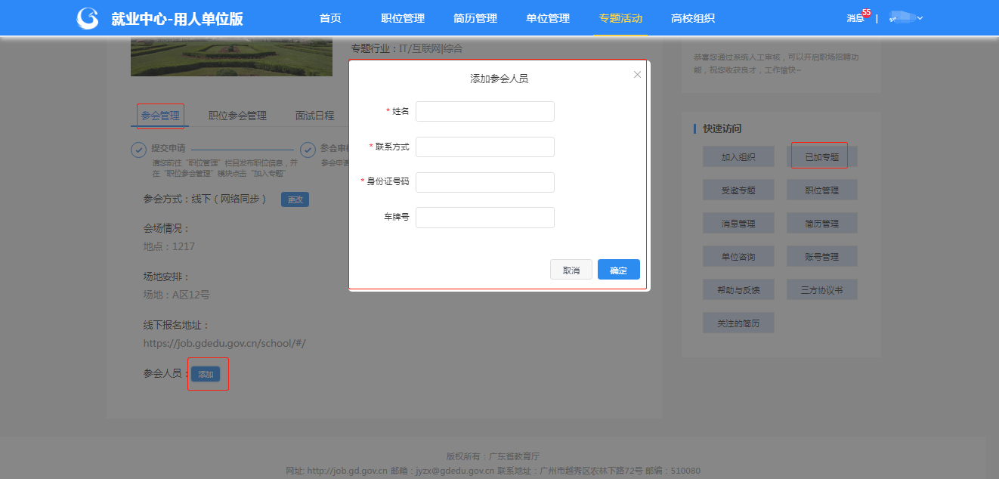 就业中心-用人单位版
首页 职位管理 简历管理 单位管理 专题活动 高校组织
消息 55 |
专题行业：IT/互联网|综合
恭喜您通过系统人工审核，可以开启职场招聘功
能，祝您收获良才，工作愉快~
添加参会人员
* 姓名
* 联系方式
* 身份证号码
车牌号
取消 确定
参会管理 职位参会管理 面试日程
提交申请
请您前往“职位管理”栏目发布职位信息，并
在“职位参会管理”模块点击“加入专题”
参会审
参会申请
参会方式：线下（网络同步） 更改
会场情况：
地点：1217
场地安排：
场地：A区12号
线下报名地址：
https://job.gdedu.gov.cn/school/#/
参会人员： 添加
快速访问
加入组织 已加专题
受邀专题 职位管理
消息管理 简历管理
单位咨询 账号管理
帮助与反馈 三方协议书
关注的简历
版权所有：广东省教育厅
网址: http://job.gd.gov.cn 邮箱：jyzx@gdedu.gov.cn 联系地址：广州市越秀区农林下路72号 邮编：510080